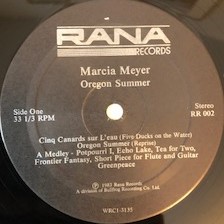 RANA
RECORDS
Marcia Meyer
Oregon Summer
Side One
33 1/3 RPM
Stereo
RR 002
Cinq Canards sur L'eau (Five Ducks on the Water)
Oregon Summer (Reprise)
A Medley - Potpourri I, Echo Lake, Tea for Two,
Frontier Fantasy, Short Piece for Flute and Guitar
Greenpeace
© 1983 Rana Records
A division of Bullfrog Recording Co. Ltd.
WRC1-3135